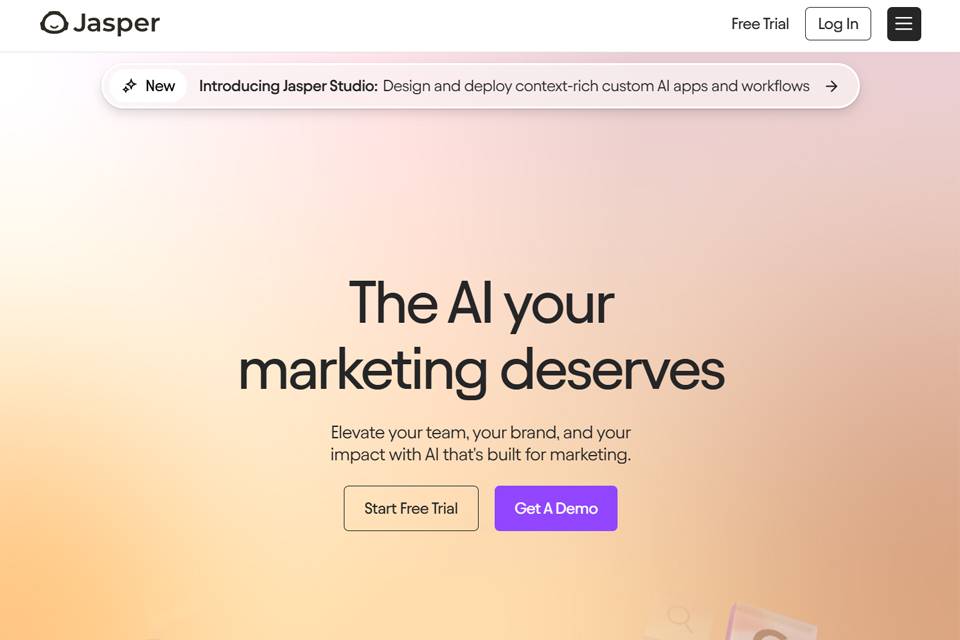 Jasper
Free Trial
Log In
New
Introducing Jasper Studio: Design and deploy context-rich custom AI apps and workflows
The AI your
marketing deserves
Elevate your team, your brand, and your
impact with AI that's built for marketing.
Start Free Trial
Get A Demo